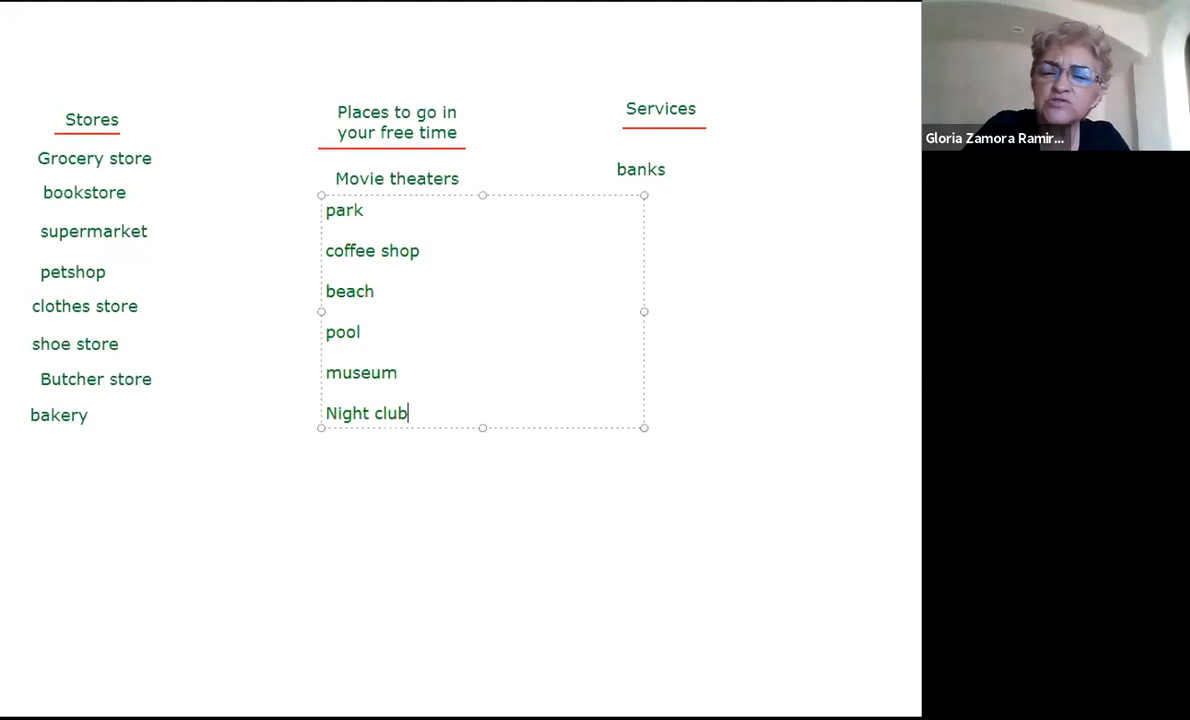 Stores
Grocery store
bookstore
supermarket
petshop
clothes store
shoe store
Butcher store
bakery
Places to go in
your free time
Movie theaters
park
coffee shop
beach
pool
museum
Night club
Services
banks
Gloria Zamora Ramir...